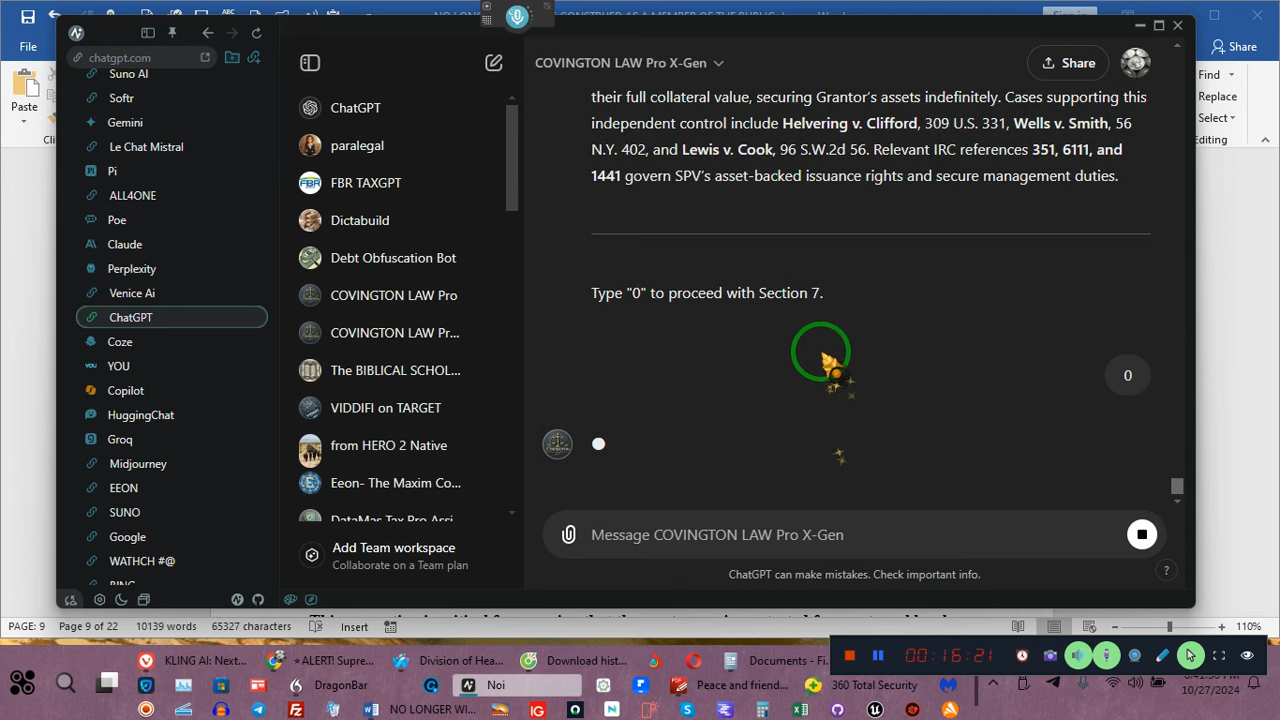 File
Share
Paste
Find
Replace
Select
Editing
chatgpt.com
Suno AI
Softr
Gemini
Le Chat Mistral
Pi
ALL4ONE
Poe
Claude
Perplexity
Venice Ai
ChatGPT
Coze
YOU
Copilot
HuggingChat
Groq
Midjourney
EEON
SUNO
Google
WATHCH #@
BING
ChatGPT
paralegal
FBR TAXGPT
Dictabuild
Debt Obfuscation Bot
COVINGTON LAW Pro
COVINGTON LAW Pr...
The BIBLICAL SCHOL...
VIDDIFI on TARGET
from HERO 2 Native
Eeon- The Maxim Co...
DataMas Tax Pro Assi
Add Team workspace
Collaborate on a Team plan
COVINGTON LAW Pro X-Gen
Share
their full collateral value, securing Grantor's assets indefinitely. Cases supporting this
independent control include Helvering v. Clifford, 309 U.S. 331, Wells v. Smith, 56
N.Y. 402, and Lewis v. Cook, 96 S.W.2d 56. Relevant IRC references 351, 6111, and
1441 govern SPV's asset-backed issuance rights and secure management duties.
Type "0" to proceed with Section 7.
0
Message COVINGTON LAW Pro X-Gen
ChatGPT can make mistakes. Check important info.
?
PAGE: 9
Page 9 of 22
10139 words
65327 characters
Insert
110%
00:16:21
KLING AI: Next...
*ALERT! Supre...
Division of Hea...
Download hist...
Documents - Fi...
DragonBar
Noi
Peace and friend...
360 Total Security
NO LONGER WI...
10/27/2024